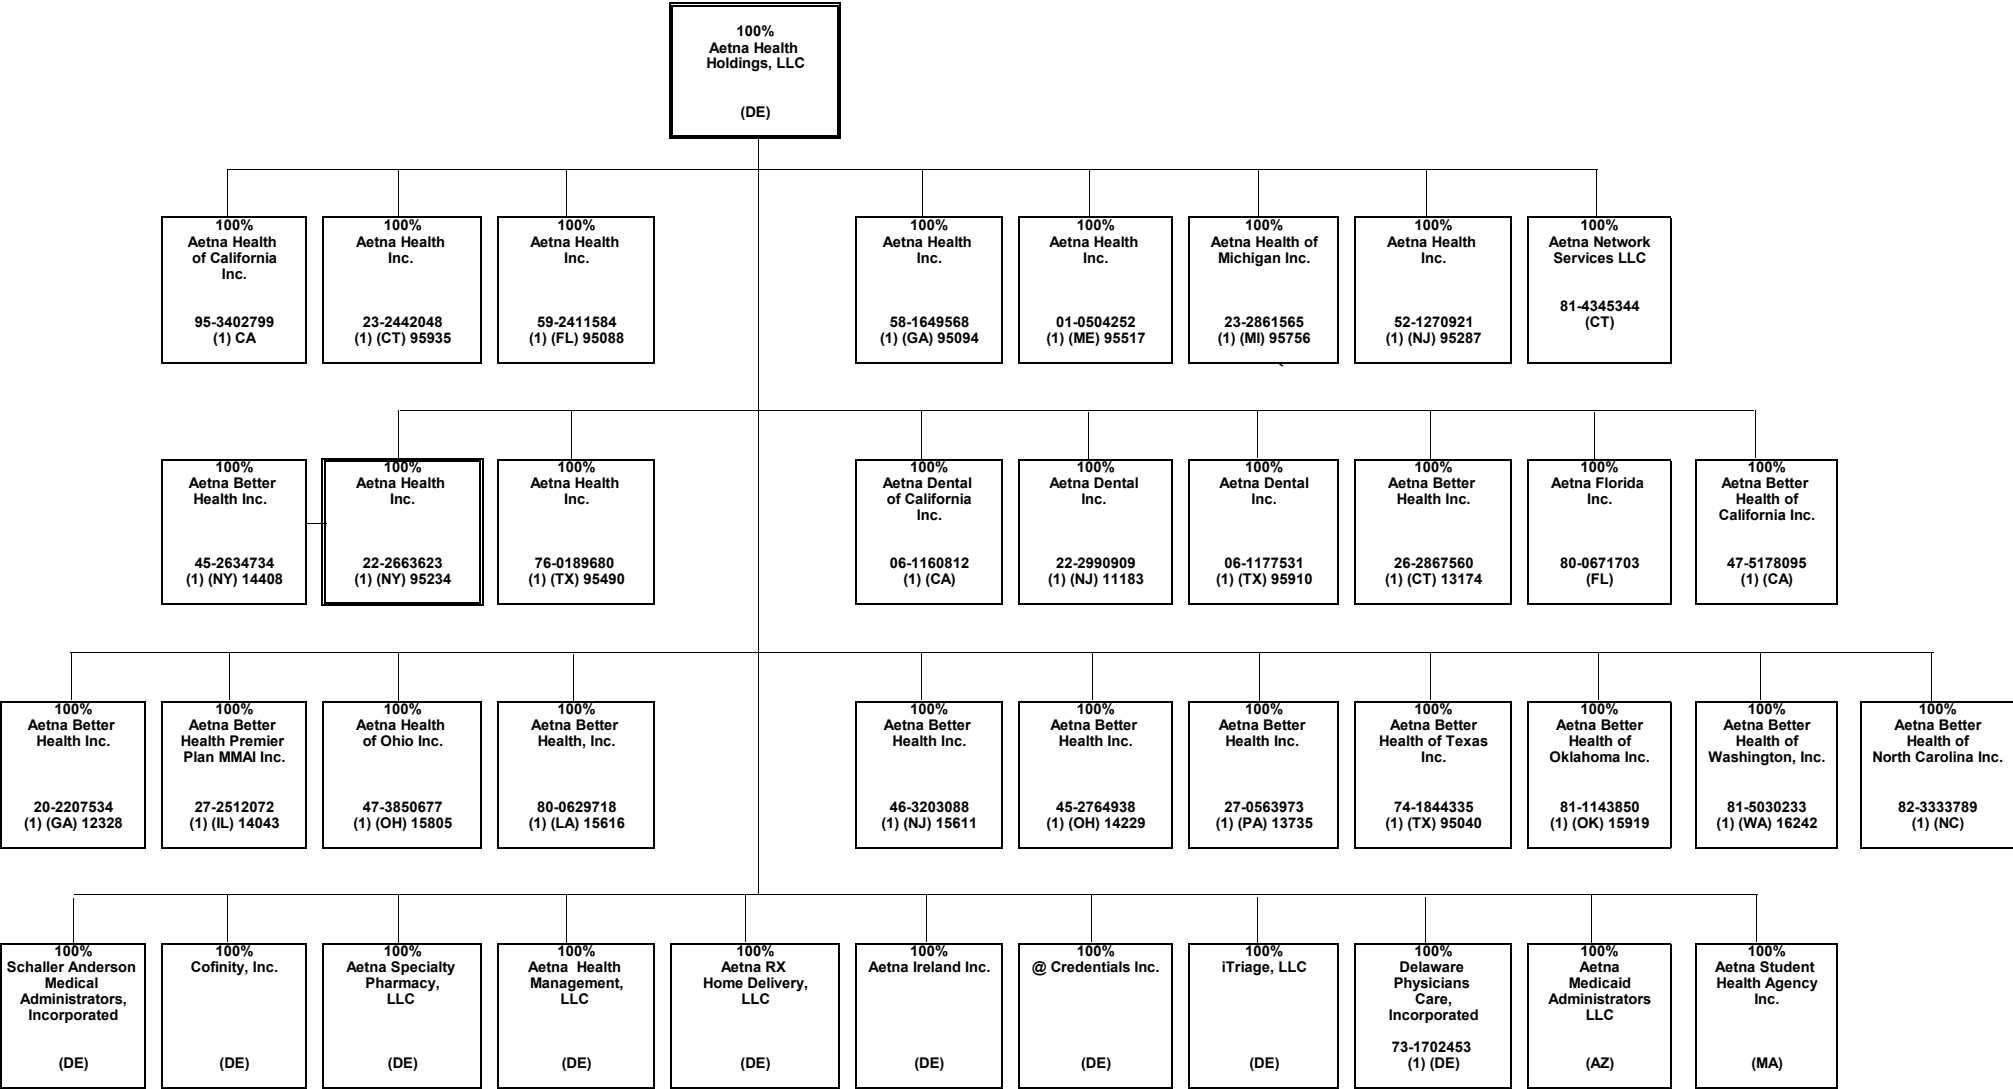 100%
Aetna Health
Holdings, LLC
(DE)
100%
Aetna Health
of California
Inc.
95-3402799
(1) CA
100%
Aetna Health
Inc.
23-2442048
(1) (CT) 95935
100%
Aetna Health
Inc.
59-2411584
(1) (FL) 95088
100%
Aetna Health
Inc.
58-1649568
(1) (GA) 95094
100%
Aetna Health
Inc.
01-0504252
(1) (ME) 95517
100%
Aetna Health of
Michigan Inc.
23-2861565
(1) (MI) 95756
100%
Aetna Health
Inc.
52-1270921
(1) (NJ) 95287
100%
Aetna Network
Services LLC
81-4345344
(CT)
100%
Aetna Better
Health Inc.
45-2634734
(1) (NY) 14408
100%
Aetna Health
Inc.
22-2663623
(1) (NY) 95234
100%
Aetna Health
Inc.
76-0189680
(1) (TX) 95490
100%
Aetna Dental
of California
Inc.
06-1160812
(1) (CA)
100%
Aetna Dental
Inc.
22-2990909
(1) (NJ) 11183
100%
Aetna Dental
Inc.
06-1177531
(1) (TX) 95910
100%
Aetna Better
Health Inc.
26-2867560
(1) (CT) 13174
100%
Aetna Florida
Inc.
80-0671703
(FL)
100%
Aetna Better
Health of
California Inc.
47-5178095
(1) (CA)
100%
Aetna Better
Health Inc.
20-2207534
(1) (GA) 12328
100%
Aetna Better
Health Premier
Plan MMAI Inc.
27-2512072
(1) (IL) 14043
100%
Aetna Health
of Ohio Inc.
47-3850677
(1) (OH) 15805
100%
Aetna Better
Health, Inc.
80-0629718
(1) (LA) 15616
100%
Aetna Better
Health Inc.
46-3203088
(1) (NJ) 15611
100%
Aetna Better
Health Inc.
45-2764938
(1) (OH) 14229
100%
Aetna Better
Health Inc.
27-0563973
(1) (PA) 13735
100%
Aetna Better
Health of Texas
Inc.
74-1844335
(1) (TX) 95040
100%
Aetna Better
Health of
Oklahoma Inc.
81-1143850
(1) (OK) 15919
100%
Aetna Better
Health of
Washington, Inc.
81-5030233
(1) (WA) 16242
100%
Aetna Better
Health of
North Carolina Inc.
82-3333789
(1) (NC)
100%
Schaller Anderson
Medical
Administrators,
Incorporated
(DE)
100%
Cofinity, Inc.
(DE)
100%
Aetna Specialty
Pharmacy,
LLC
(DE)
100%
Aetna Health
Management,
LLC
(DE)
100%
Aetna RX
Home Delivery,
LLC
(DE)
100%
Aetna Ireland Inc.
(DE)
100%
@ Credentials Inc.
(DE)
100%
iTriage, LLC
(DE)
100%
Delaware
Physicians
Care,
Incorporated
73-1702453
(1) (DE)
100%
Aetna
Medicaid
Administrators
LLC
(AZ)
100%
Aetna Student
Health Agency
Inc.
(MA)